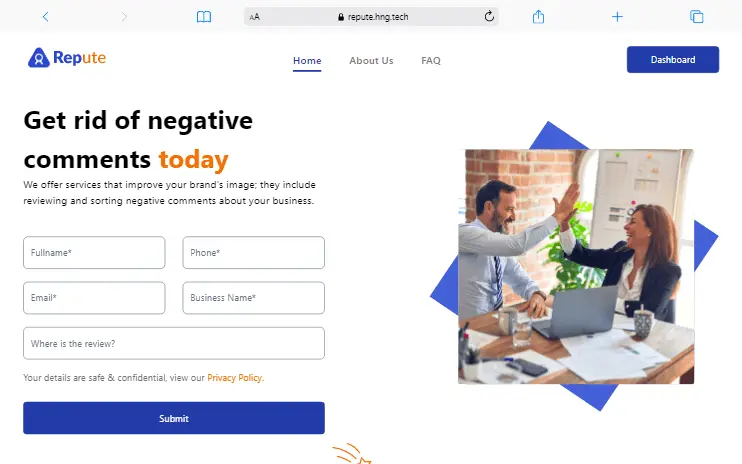 AA repute.hng.tech
Repute
Home About Us FAQ
Dashboard
Get rid of negative
comments today
We offer services that improve your brand's image; they include
reviewing and sorting negative comments about your business.
Fullname* Phone*
Email* Business Name*
Where is the review?
Your details are safe & confidential, view our Privacy Policy.
Submit